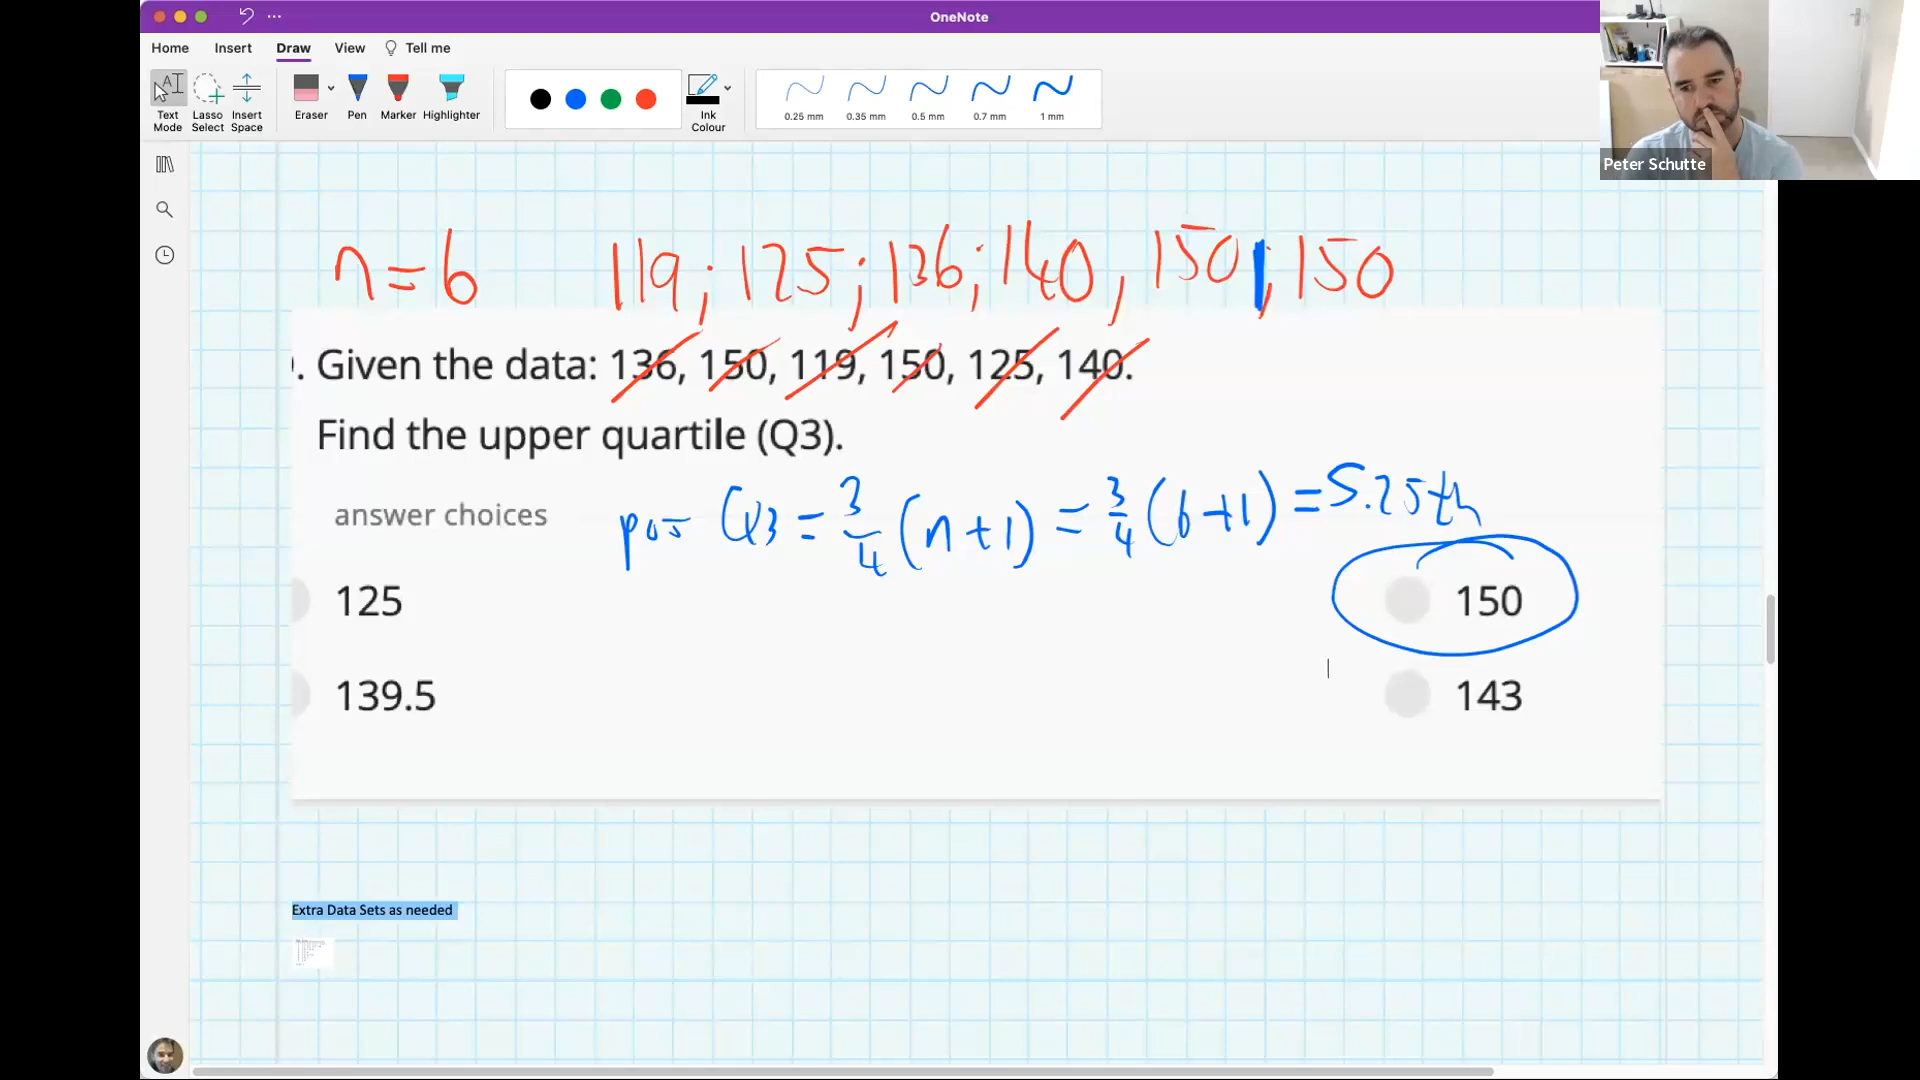 OneNote
Home Insert Draw View Tell me
Text Mode
Lasso Select
Insert Space
Eraser
Pen
Marker
Highlighter
Ink Colour
0.25 mm
0.35 mm
0.5 mm
0.7 mm
1 mm
Peter Schutte
n = 6 119; 125; 136; 140, 150; 150
. Given the data: 136, 150, 119, 150, 125, 140.
Find the upper quartile (Q3).
pos Q3 = 3/4 (n+1) = 3/4 (6+1) = 5.25th
answer choices
125
150
139.5
143
Extra Data Sets as needed